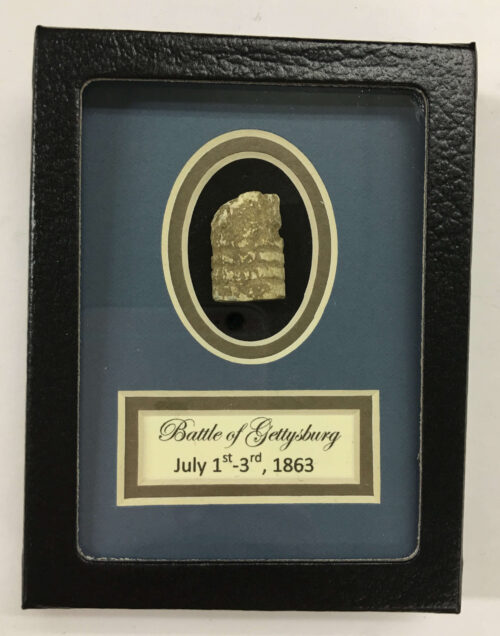 Battle of Gettysburg
July 1st-3rd, 1863